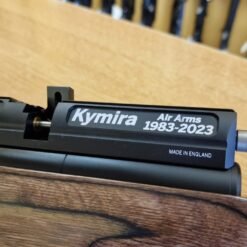 Kymira
Air Arms
1983-2023
MADE IN ENGLAND